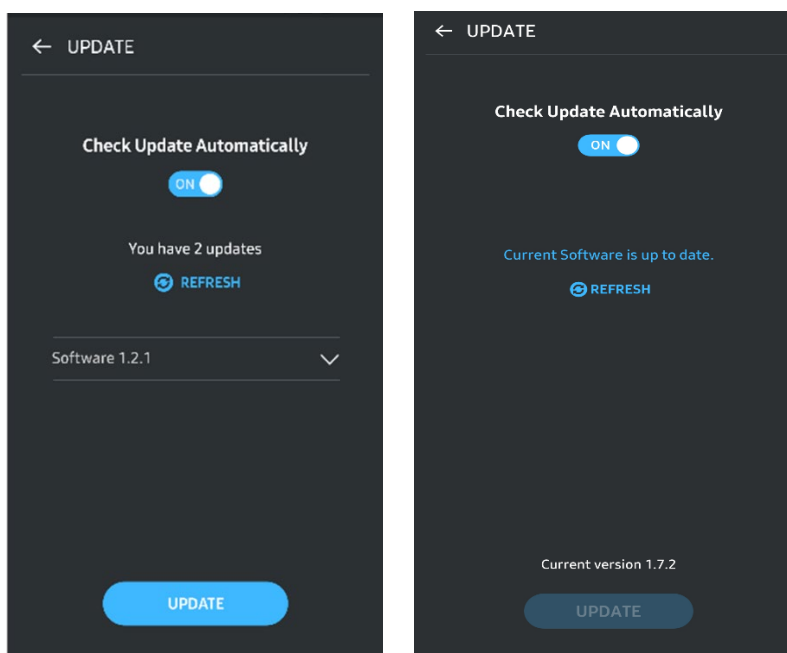 UPDATE
Check Update Automatically
ON
You have 2 updates
REFRESH
Software 1.2.1
UPDATE
UPDATE
Check Update Automatically
ON
Current Software is up to date.
REFRESH
Current version 1.7.2
UPDATE